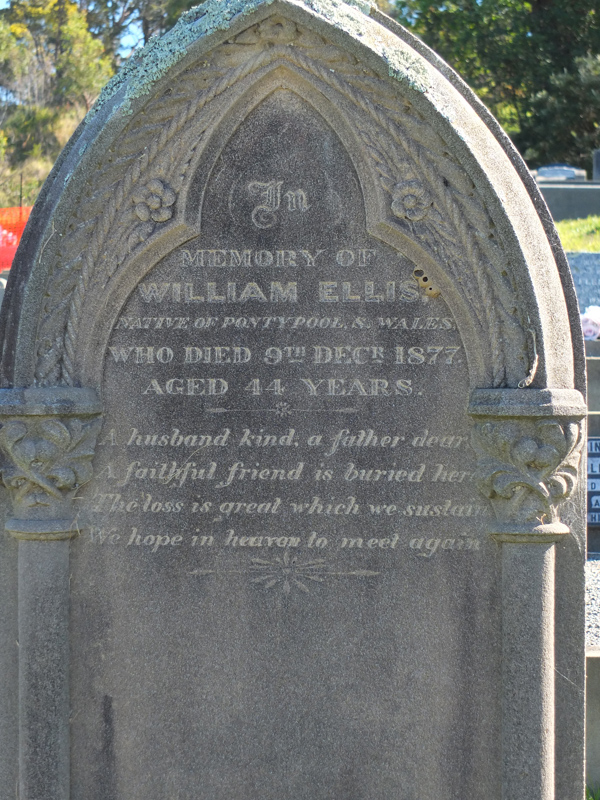 In
MEMORY OF
WILLIAM ELLIS,
NATIVE OF PONTYPOOL, S. WALES.
WHO DIED 9TH DECR 1877.
AGED 44 YEARS.
A husband kind, a father dear
A faithful friend is buried here
The loss is great which we sustain
We hope in heaven to meet again